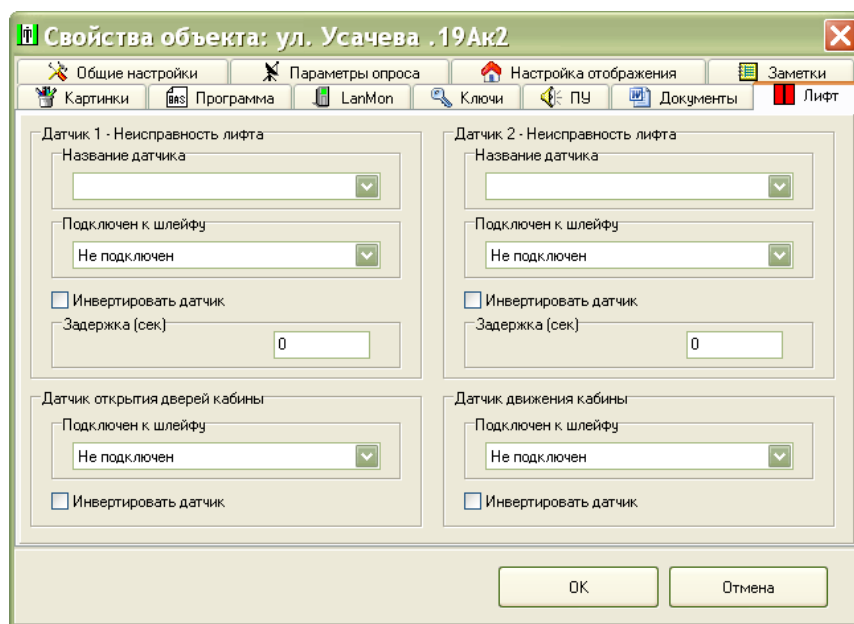 Свойства объекта: ул. Усачева .19Ак2
Общие настройки Параметры опроса Настройка отображения Заметки
Картинки BAS Программа LanMon Ключи ПУ Документы Лифт
Датчик 1 - Неисправность лифта
Название датчика
Подключен к шлейфу
Не подключен
Инвертировать датчик
Задержка (сек)
0
Датчик 2 - Неисправность лифта
Название датчика
Подключен к шлейфу
Не подключен
Инвертировать датчик
Задержка (сек)
0
Датчик открытия дверей кабины
Подключен к шлейфу
Не подключен
Инвертировать датчик
Датчик движения кабины
Подключен к шлейфу
Не подключен
Инвертировать датчик
OK Отмена